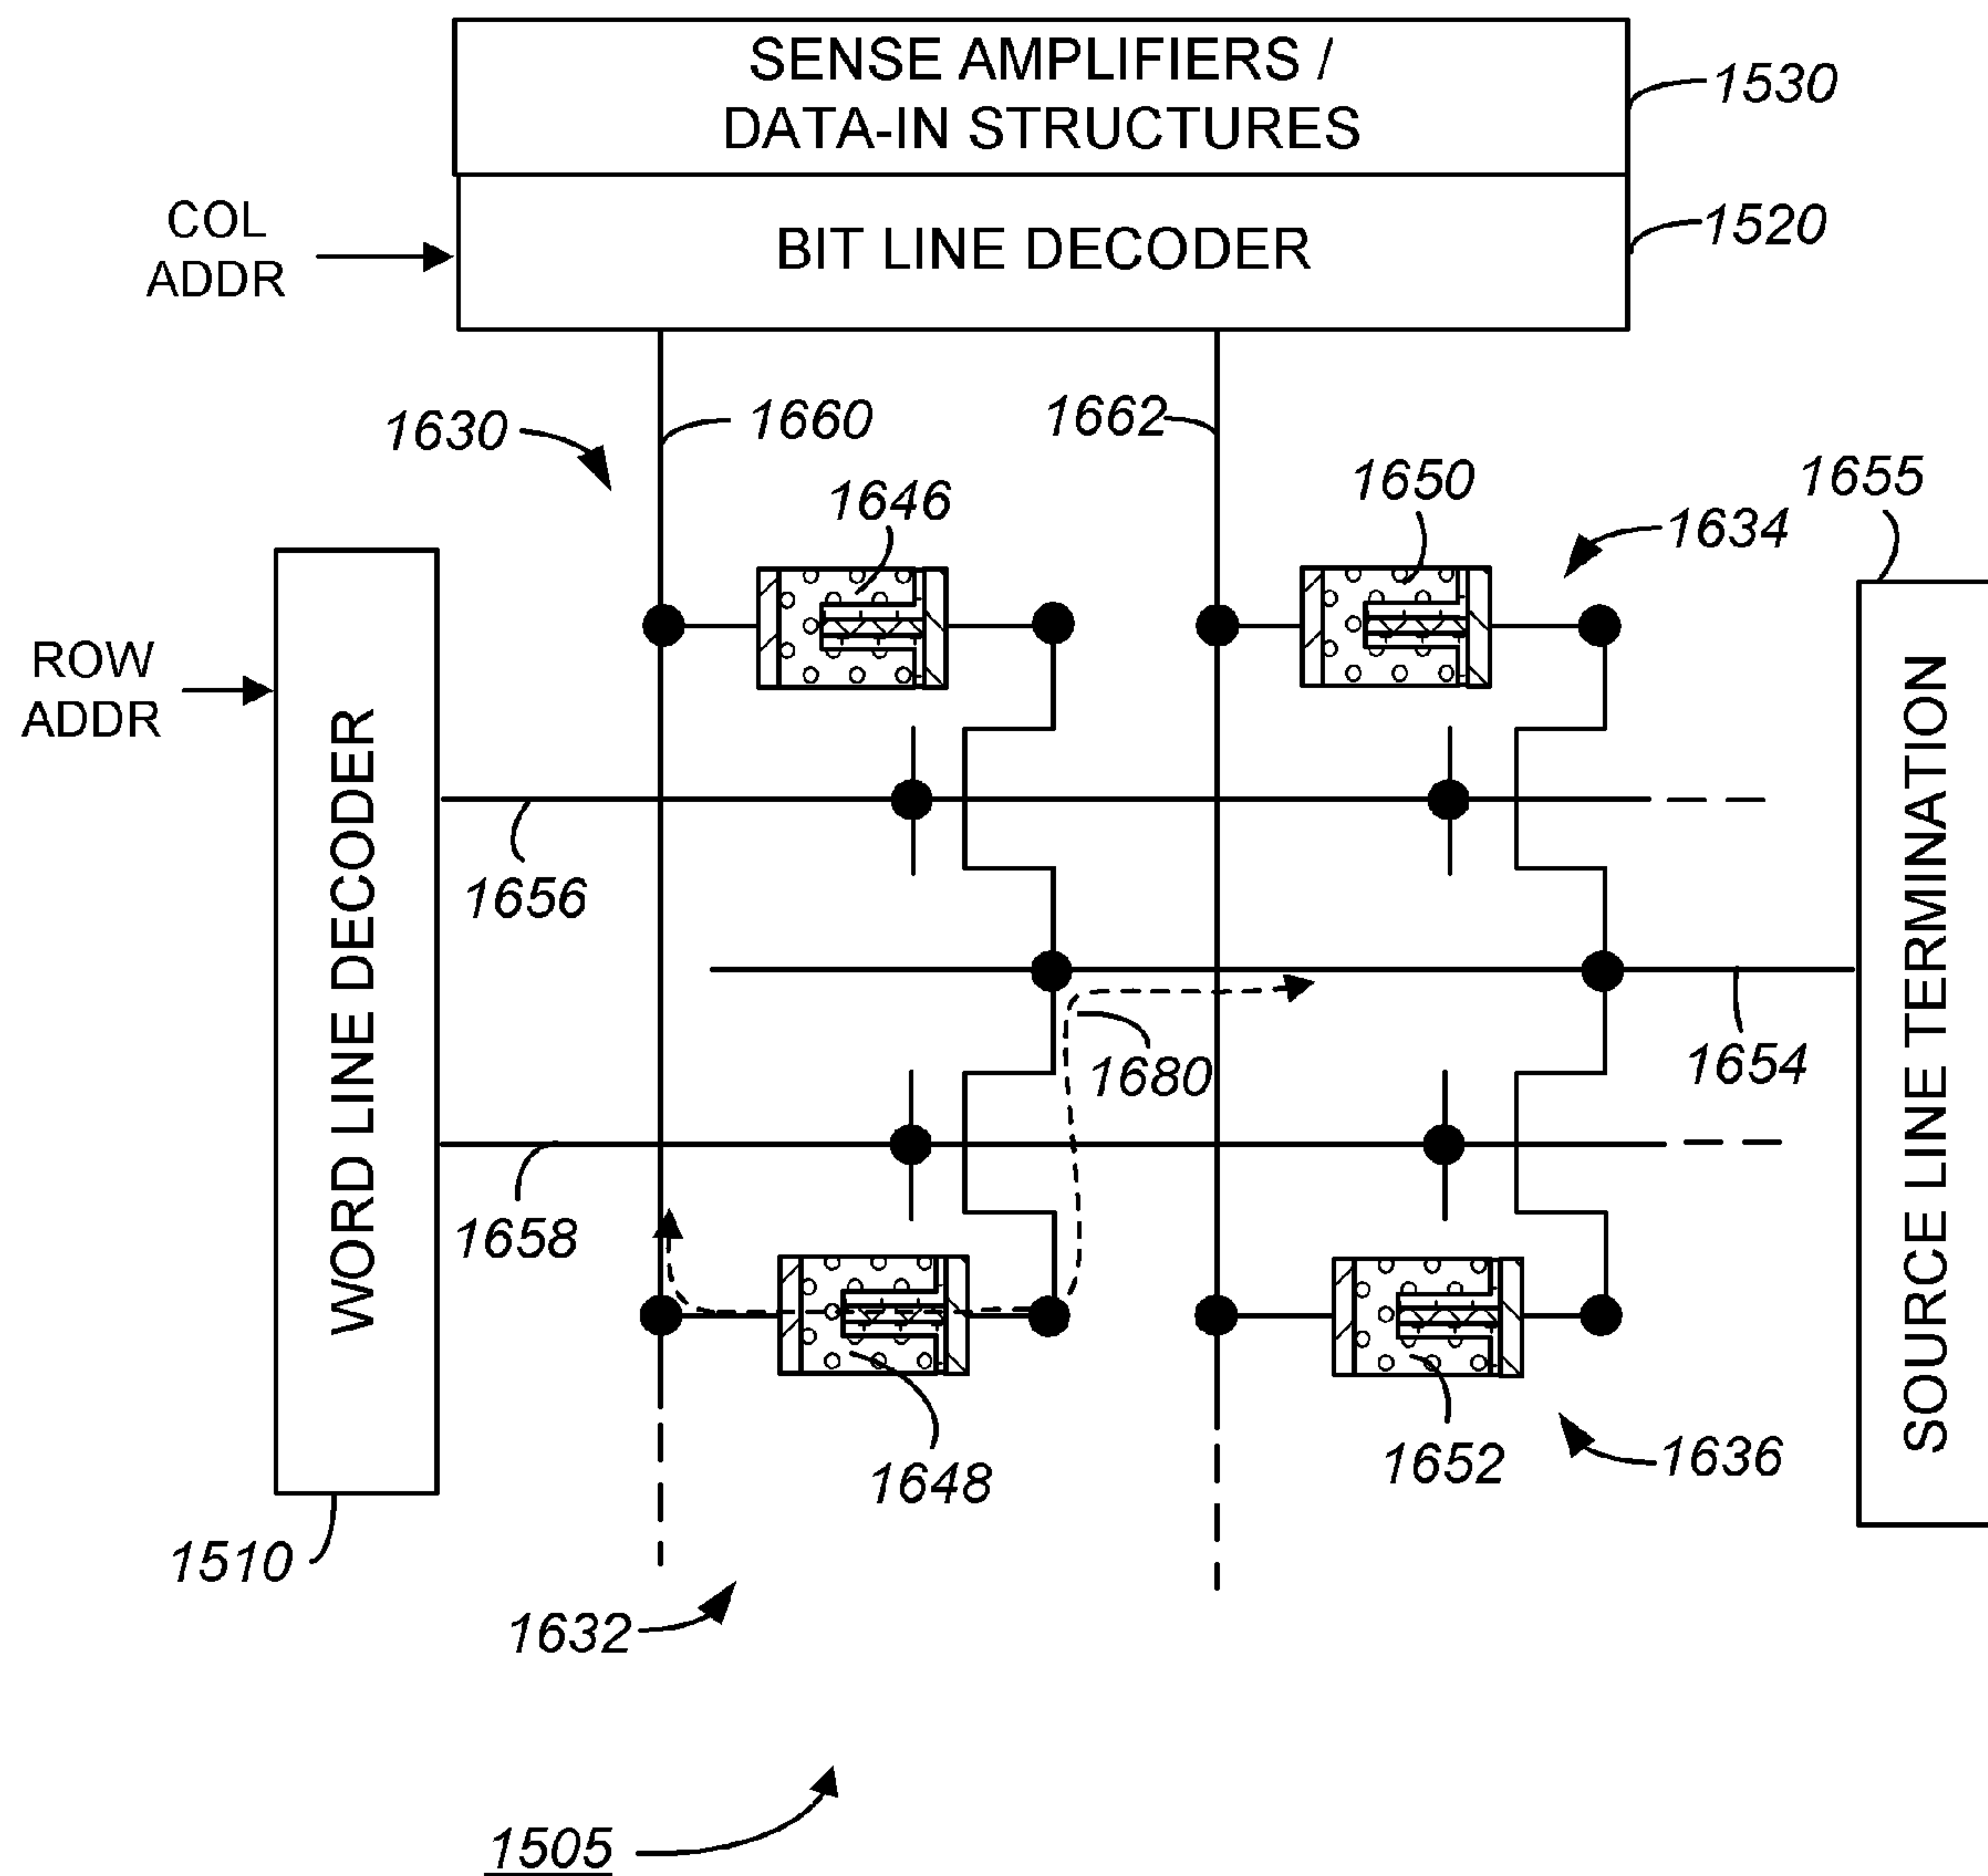 SENSE AMPLIFIERS /
DATA-IN STRUCTURES
1530
COL
ADDR
BIT LINE DECODER
1520
1630
1660
1662
1646
1650
1634
1655
ROW
ADDR
WORD LINE DECODER
SOURCE LINE TERMINATION
1656
1654
1680
1658
1648
1652
1636
1510
1632
1505